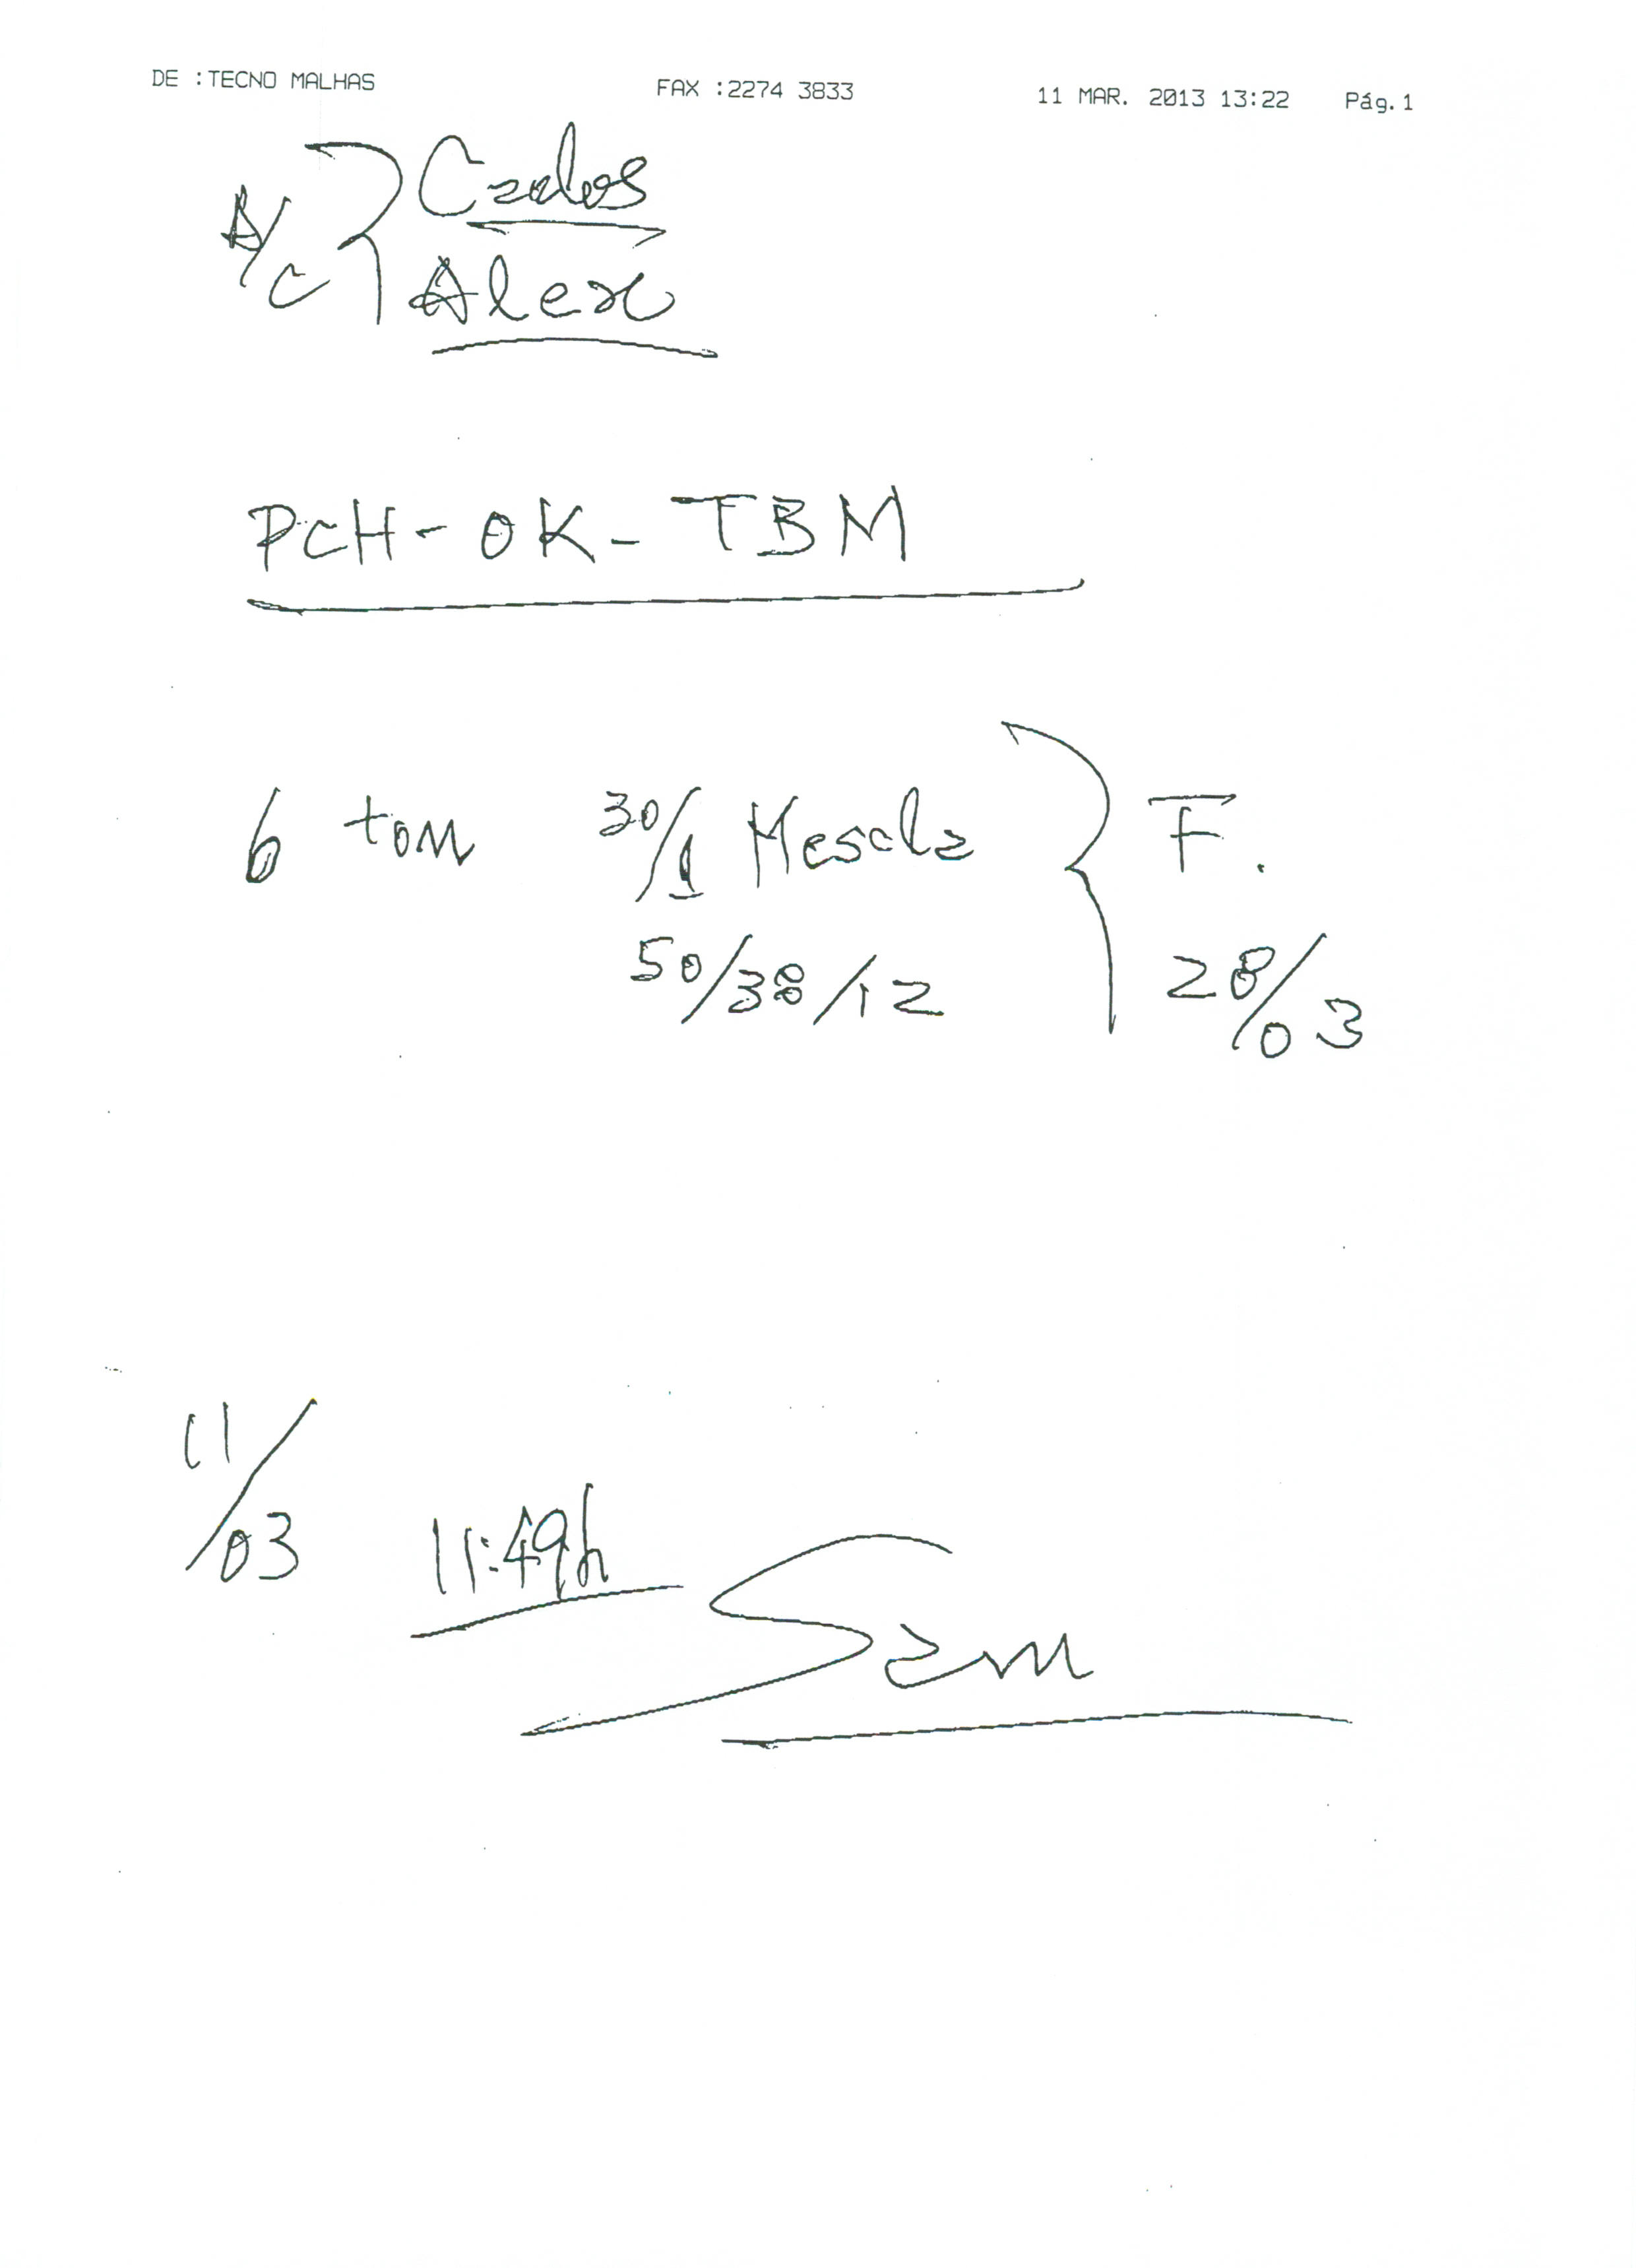 DE :TECNO MALHAS FAX :2274 3833 11 MAR. 2013 13:22 Pág.1
A/C Carlos
Alex
PCH-OK-TBM
6 tom 30/1 Mescla F.
50/38/12 28/03
11/03 11:49h
Sam